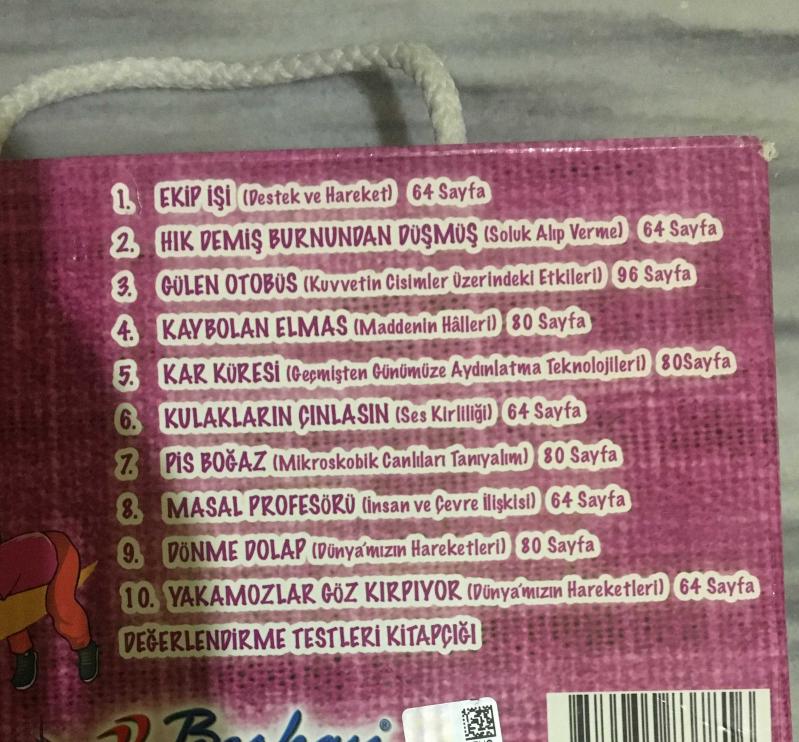 1. EKİP İŞİ (Destek ve Hareket) 64 Sayfa
2. HIK DEMİŞ BURNUNDAN DÜŞMÜŞ (Soluk Alıp Verme) 64 Sayfa
3. GÜLEN OTOBÜS (Kuvvetin Cisimler Üzerindeki Etkileri) 96 Sayfa
4. KAYBOLAN ELMAS (Maddenin Hâlleri) 80 Sayfa
5. KAR KÜRESİ (Geçmişten Günümüze Aydınlatma Teknolojileri) 80Sayfa
6. KULAKLARIN ÇINLASIN (Ses Kirliliği) 64 Sayfa
7. PİS BOĞAZ (Mikroskobik Canlıları Tanıyalım) 80 Sayfa
8. MASAL PROFESÖRÜ (İnsan ve Çevre İlişkisi) 64 Sayfa
9. DÖNME DOLAP (Dünya'mızın Hareketleri) 80 Sayfa
10. YAKAMOZLAR GÖZ KIRPIYOR (Dünya'mızın Hareketleri) 64 Sayfa
DEĞERLENDİRME TESTLERİ KİTAPÇIĞI